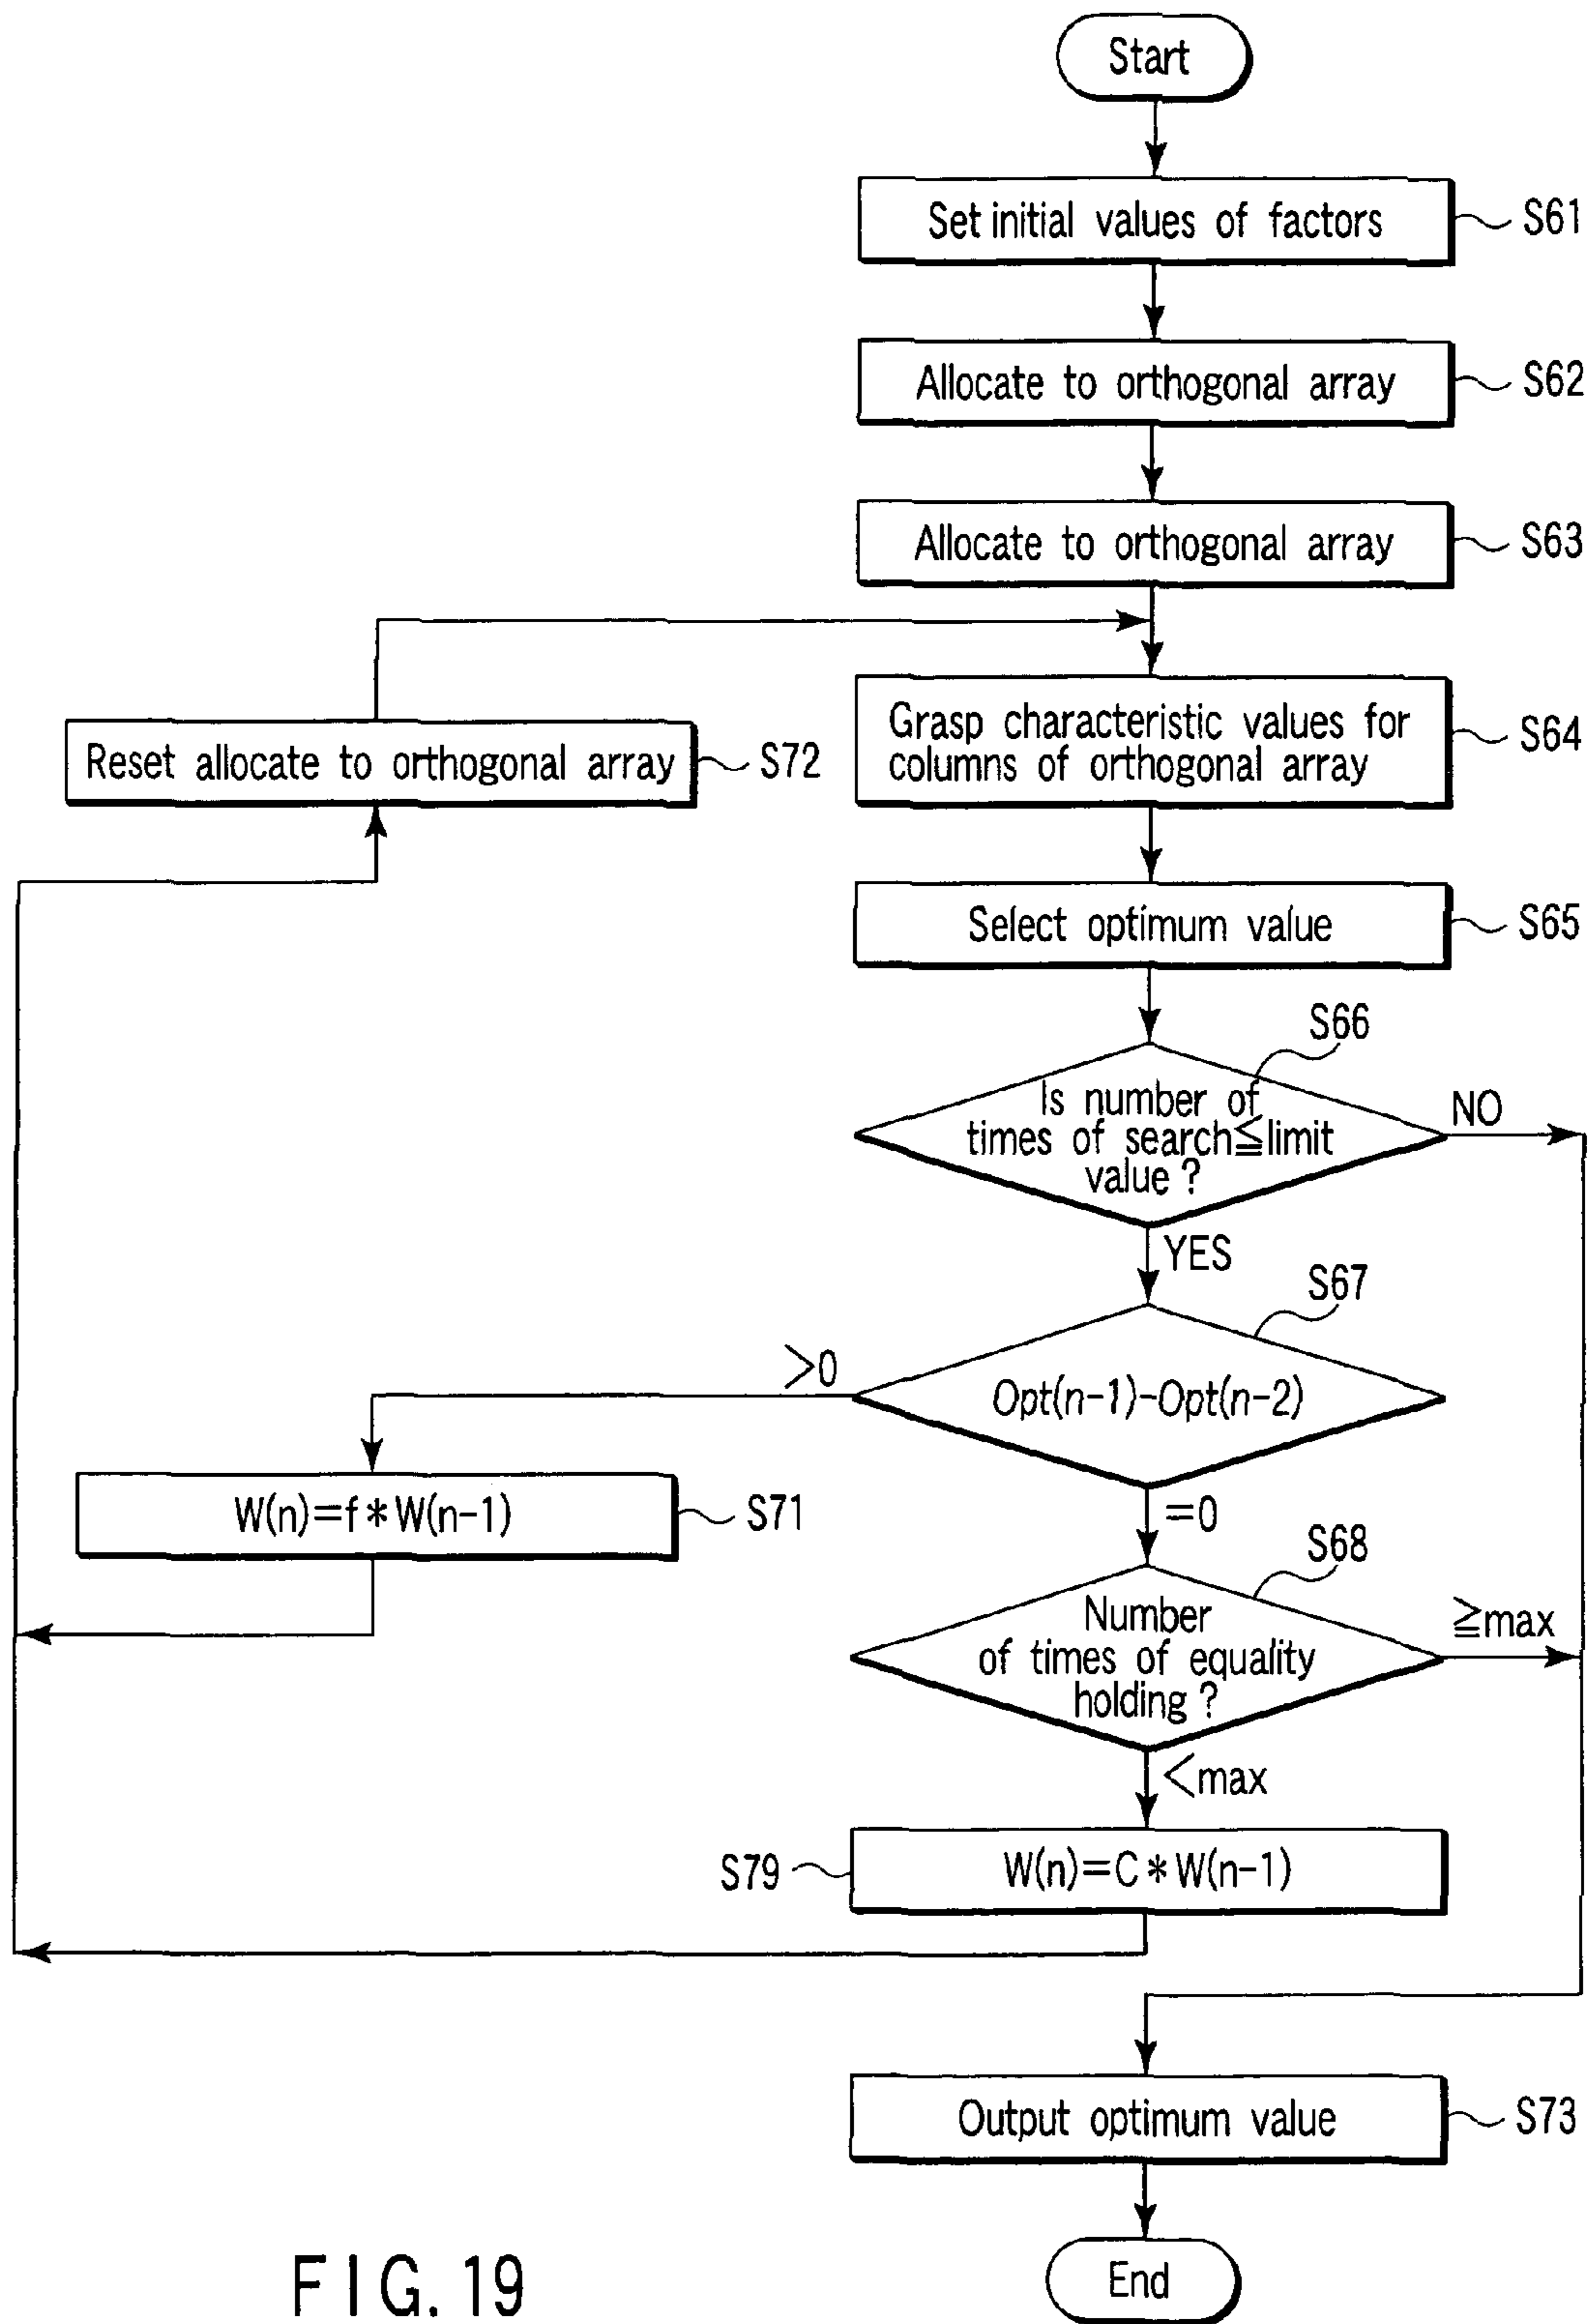 Start
Set initial values of factors
S61
Allocate to orthogonal array
S62
Allocate to orthogonal array
S63
Grasp characteristic values for
columns of orthogonal array
S64
Reset allocate to orthogonal array
S72
Select optimum value
S65
S66
Is number of
times of search≦limit
value?
NO
YES
S67
>0
Opt(n-1)-Opt(n-2)
W(n)=f*W(n-1)
S71
=0
S68
Number
of times of equality
holding?
≧max
<max
S79
W(n)=C*W(n-1)
Output optimum value
S73
End
FIG. 19